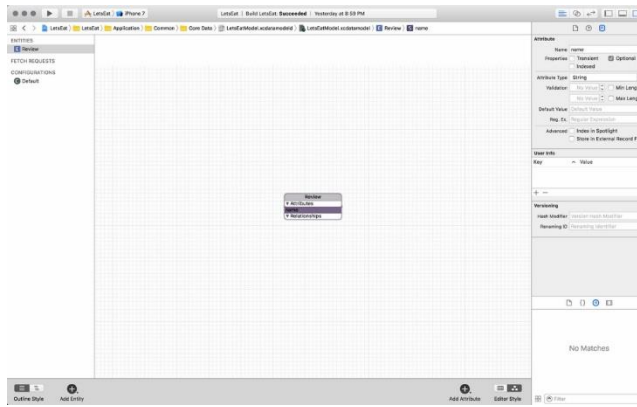 LetsEat
iPhone 7
LetsEat | Build LetsEat: Succeeded | Yesterday at 8:59 PM
LetsEat
LetsEat
Application
Common
Core Data
LetsEatModel.xcdatamodeld
LetsEatModel.xcdatamodel
Review
name
ENTITIES
Review
FETCH REQUESTS
CONFIGURATIONS
Default
Review
Attributes
name
Relationships
Outline Style
Add Entity
Add Attribute
Editor Style
Attribute
Name name
Properties Transient Optional
Indexed
Attribute Type String
Validation No Value Min Leng
No Value Max Leng
Default Value Default Value
Reg. Ex. Regular Expression
Advanced Index in Spotlight
Store in External Record F
User Info
Key Value
Versioning
Hash Modifier Version Hash Modifier
Renaming ID Renaming Identifier
No Matches
Filter